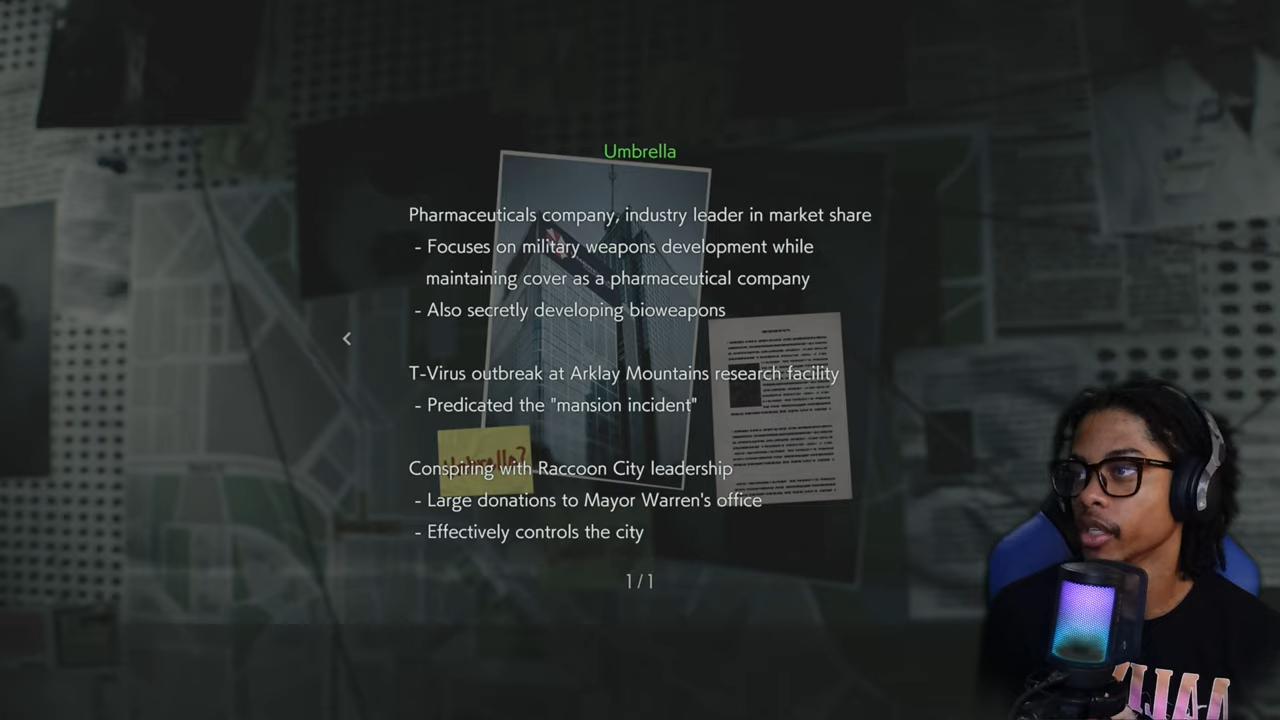 Umbrella
Pharmaceuticals company, industry leader in market share
- Focuses on military weapons development while
maintaining cover as a pharmaceutical company
- Also secretly developing bioweapons
T-Virus outbreak at Arklay Mountains research facility
- Predicated the "mansion incident"
Conspiring with Raccoon City leadership
- Large donations to Mayor Warren's office
- Effectively controls the city
1 / 1